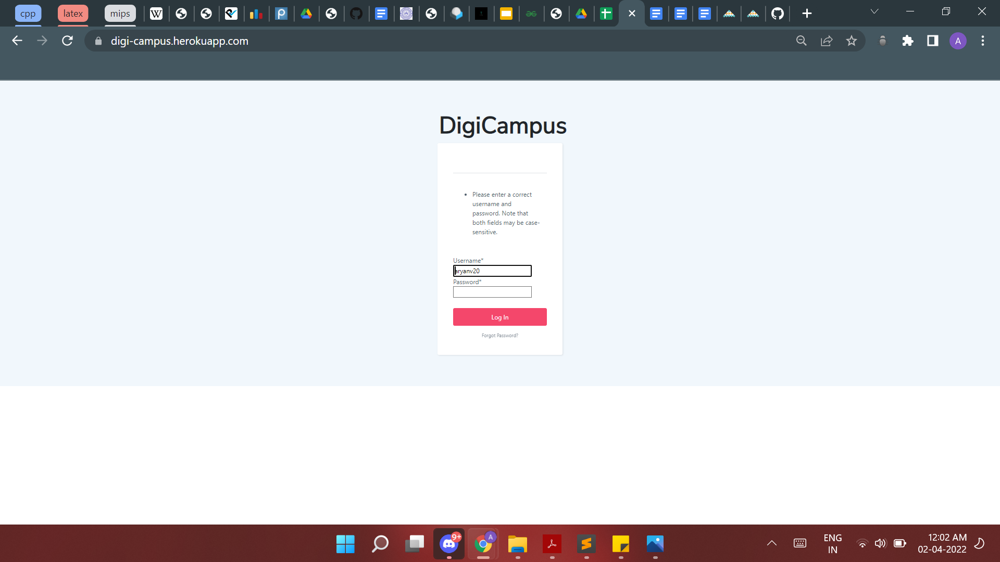 cpp
latex
mips
W
digi-campus.herokuapp.com
A
DigiCampus
Please enter a correct
username and
password. Note that
both fields may be case-
sensitive.
Username*
aryanv20
Password*
Log In
Forgot Password?
9+
A
ENG
IN
12:02 AM
02-04-2022